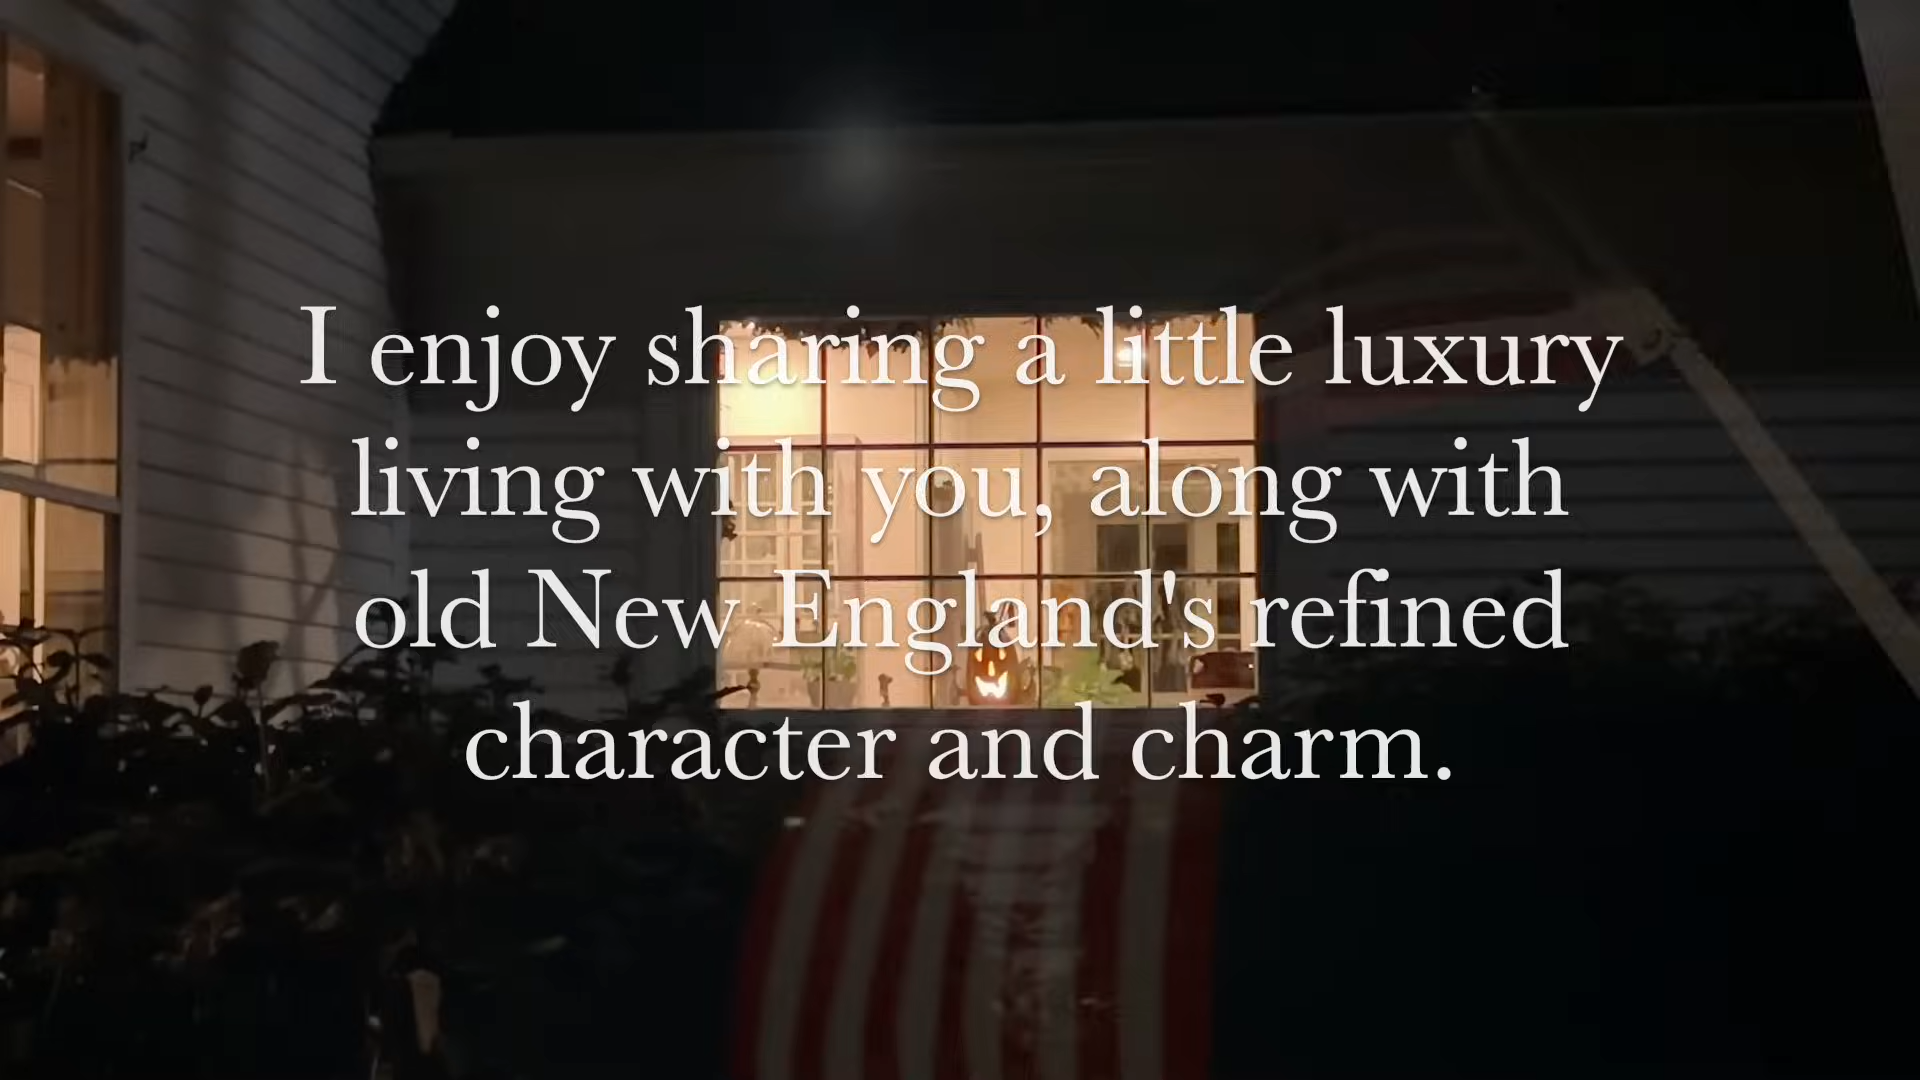 I enjoy sharing a little luxury
living with you, along with
old New England's refined
character and charm.